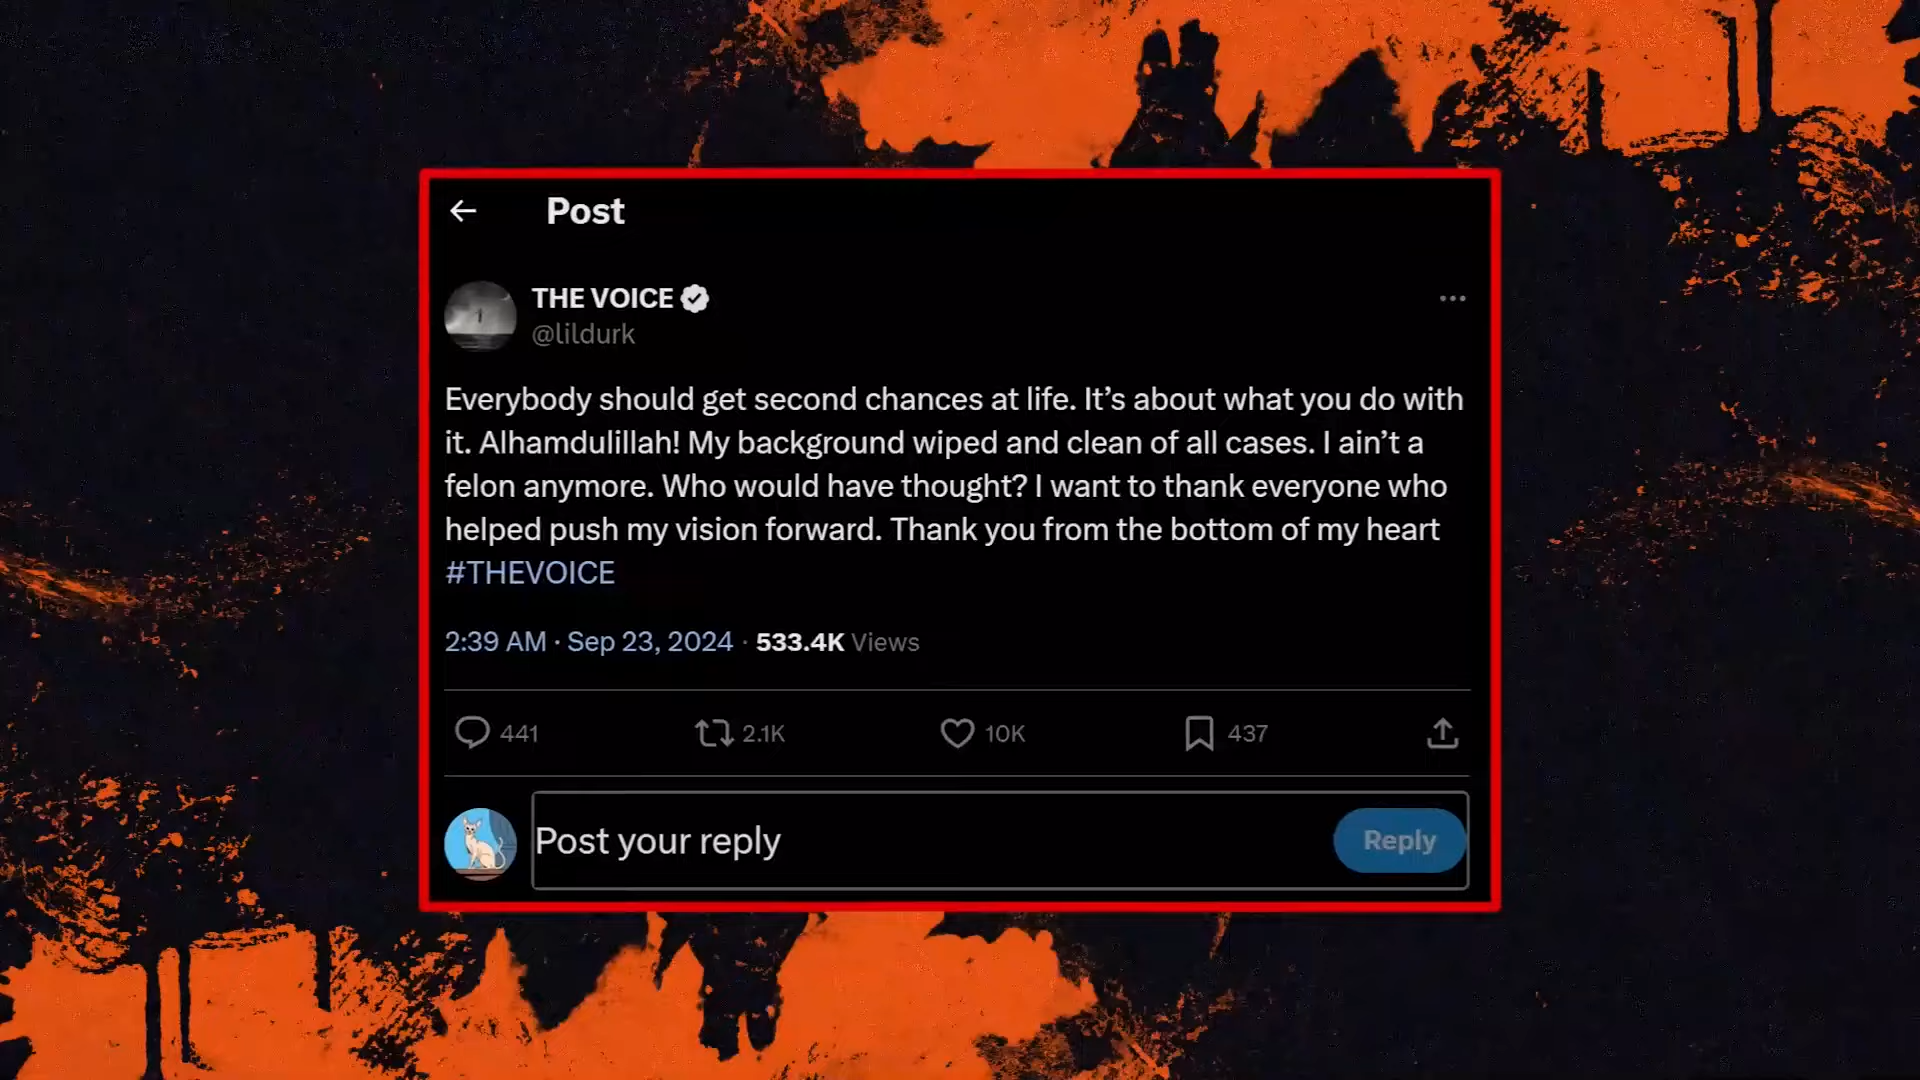 Post
THE VOICE
@lildurk
Everybody should get second chances at life. It’s about what you do with
it. Alhamdulillah! My background wiped and clean of all cases. I ain’t a
felon anymore. Who would have thought? I want to thank everyone who
helped push my vision forward. Thank you from the bottom of my heart
#THEVOICE
2:39 AM · Sep 23, 2024 · 533.4K Views
441 2.1K 10K 437
Post your reply Reply